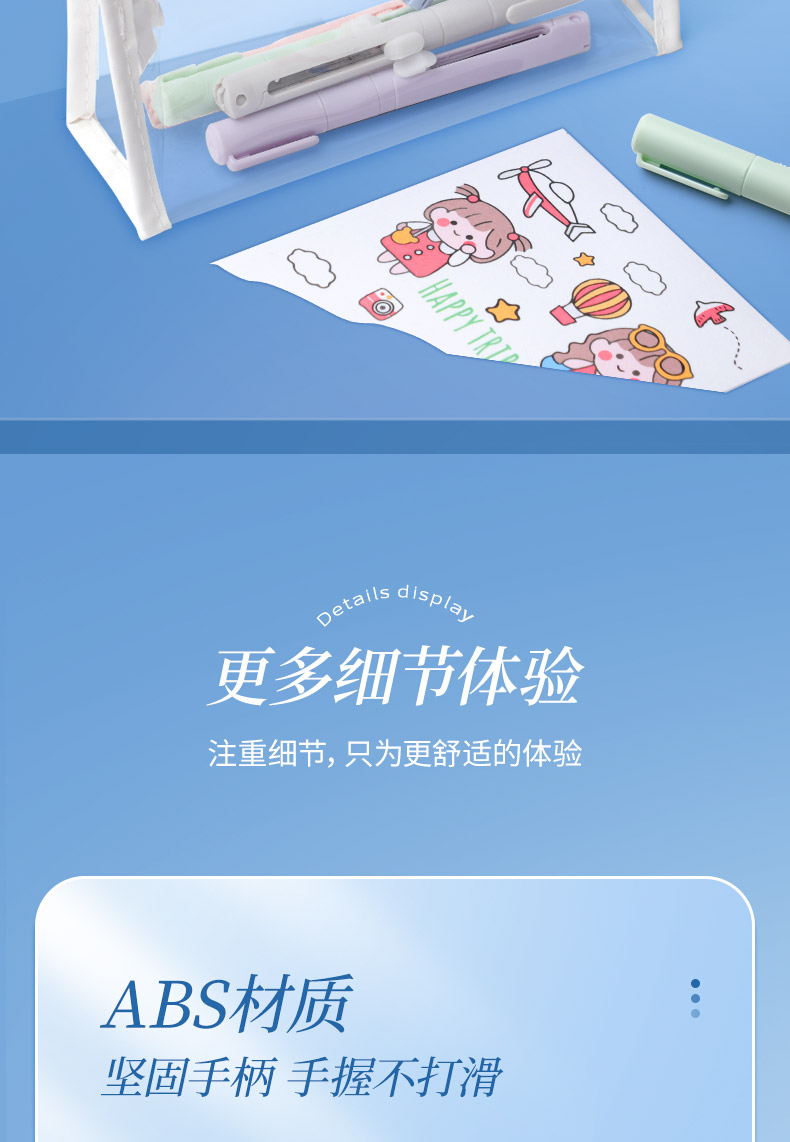 HAPPY TRIP
Details display
更多细节体验
注重细节,只为更舒适的体验
ABS材质
坚固手柄 手握不打滑